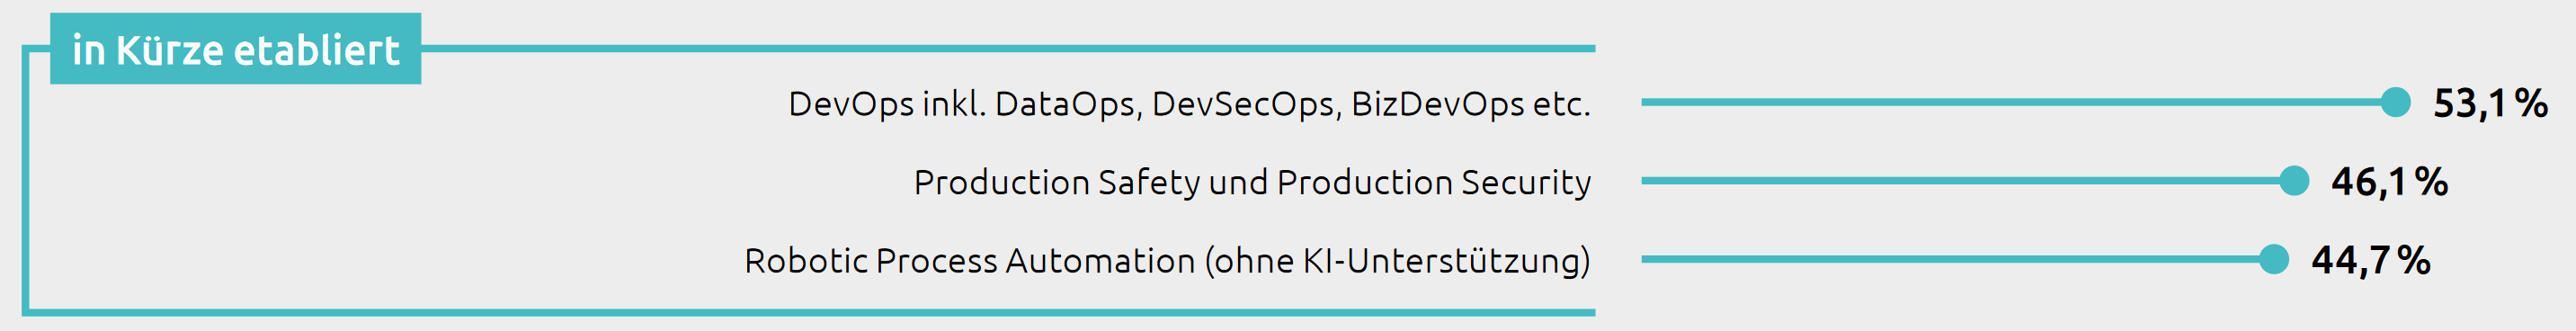 in Kürze etabliert
DevOps inkl. DataOps, DevSecOps, BizDevOps etc. 53,1 %
Production Safety und Production Security 46,1 %
Robotic Process Automation (ohne KI-Unterstützung) 44,7 %